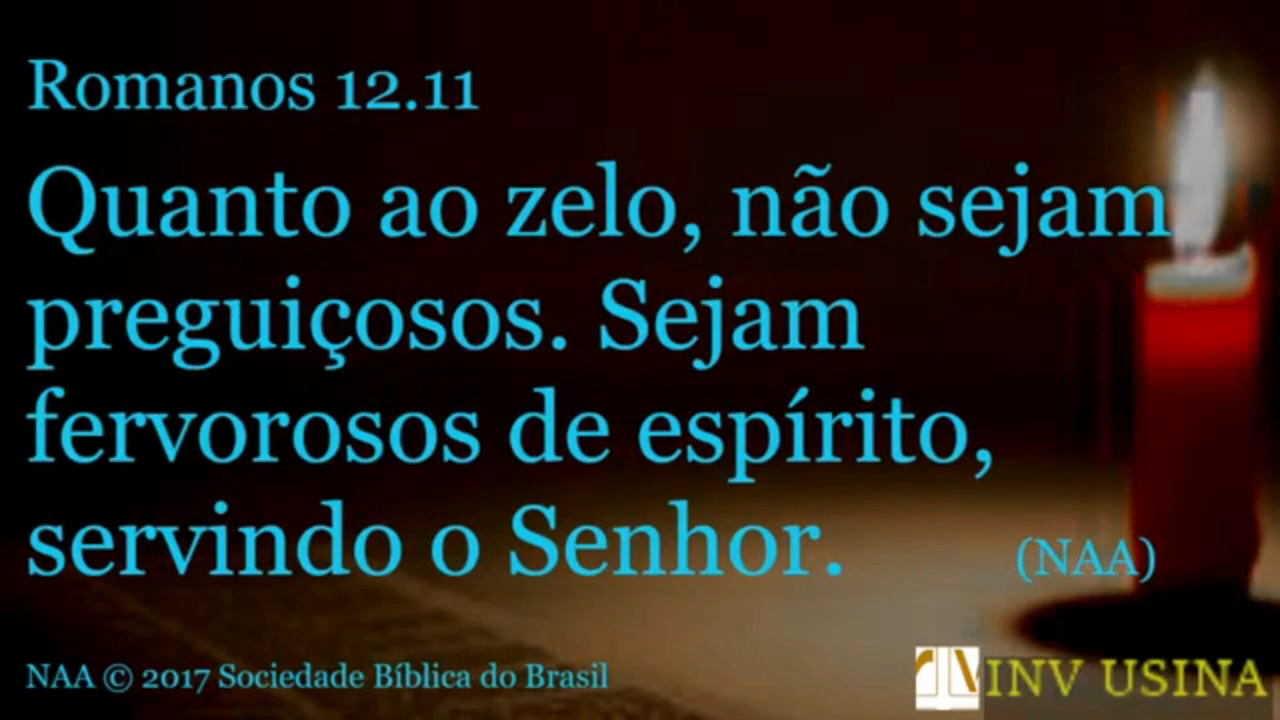 Romanos 12.11
Quanto ao zelo, não sejam
preguiçosos. Sejam
fervorosos de espírito,
servindo o Senhor.
(NAA)
NAA © 2017 Sociedade Bíblica do Brasil
INV USINA